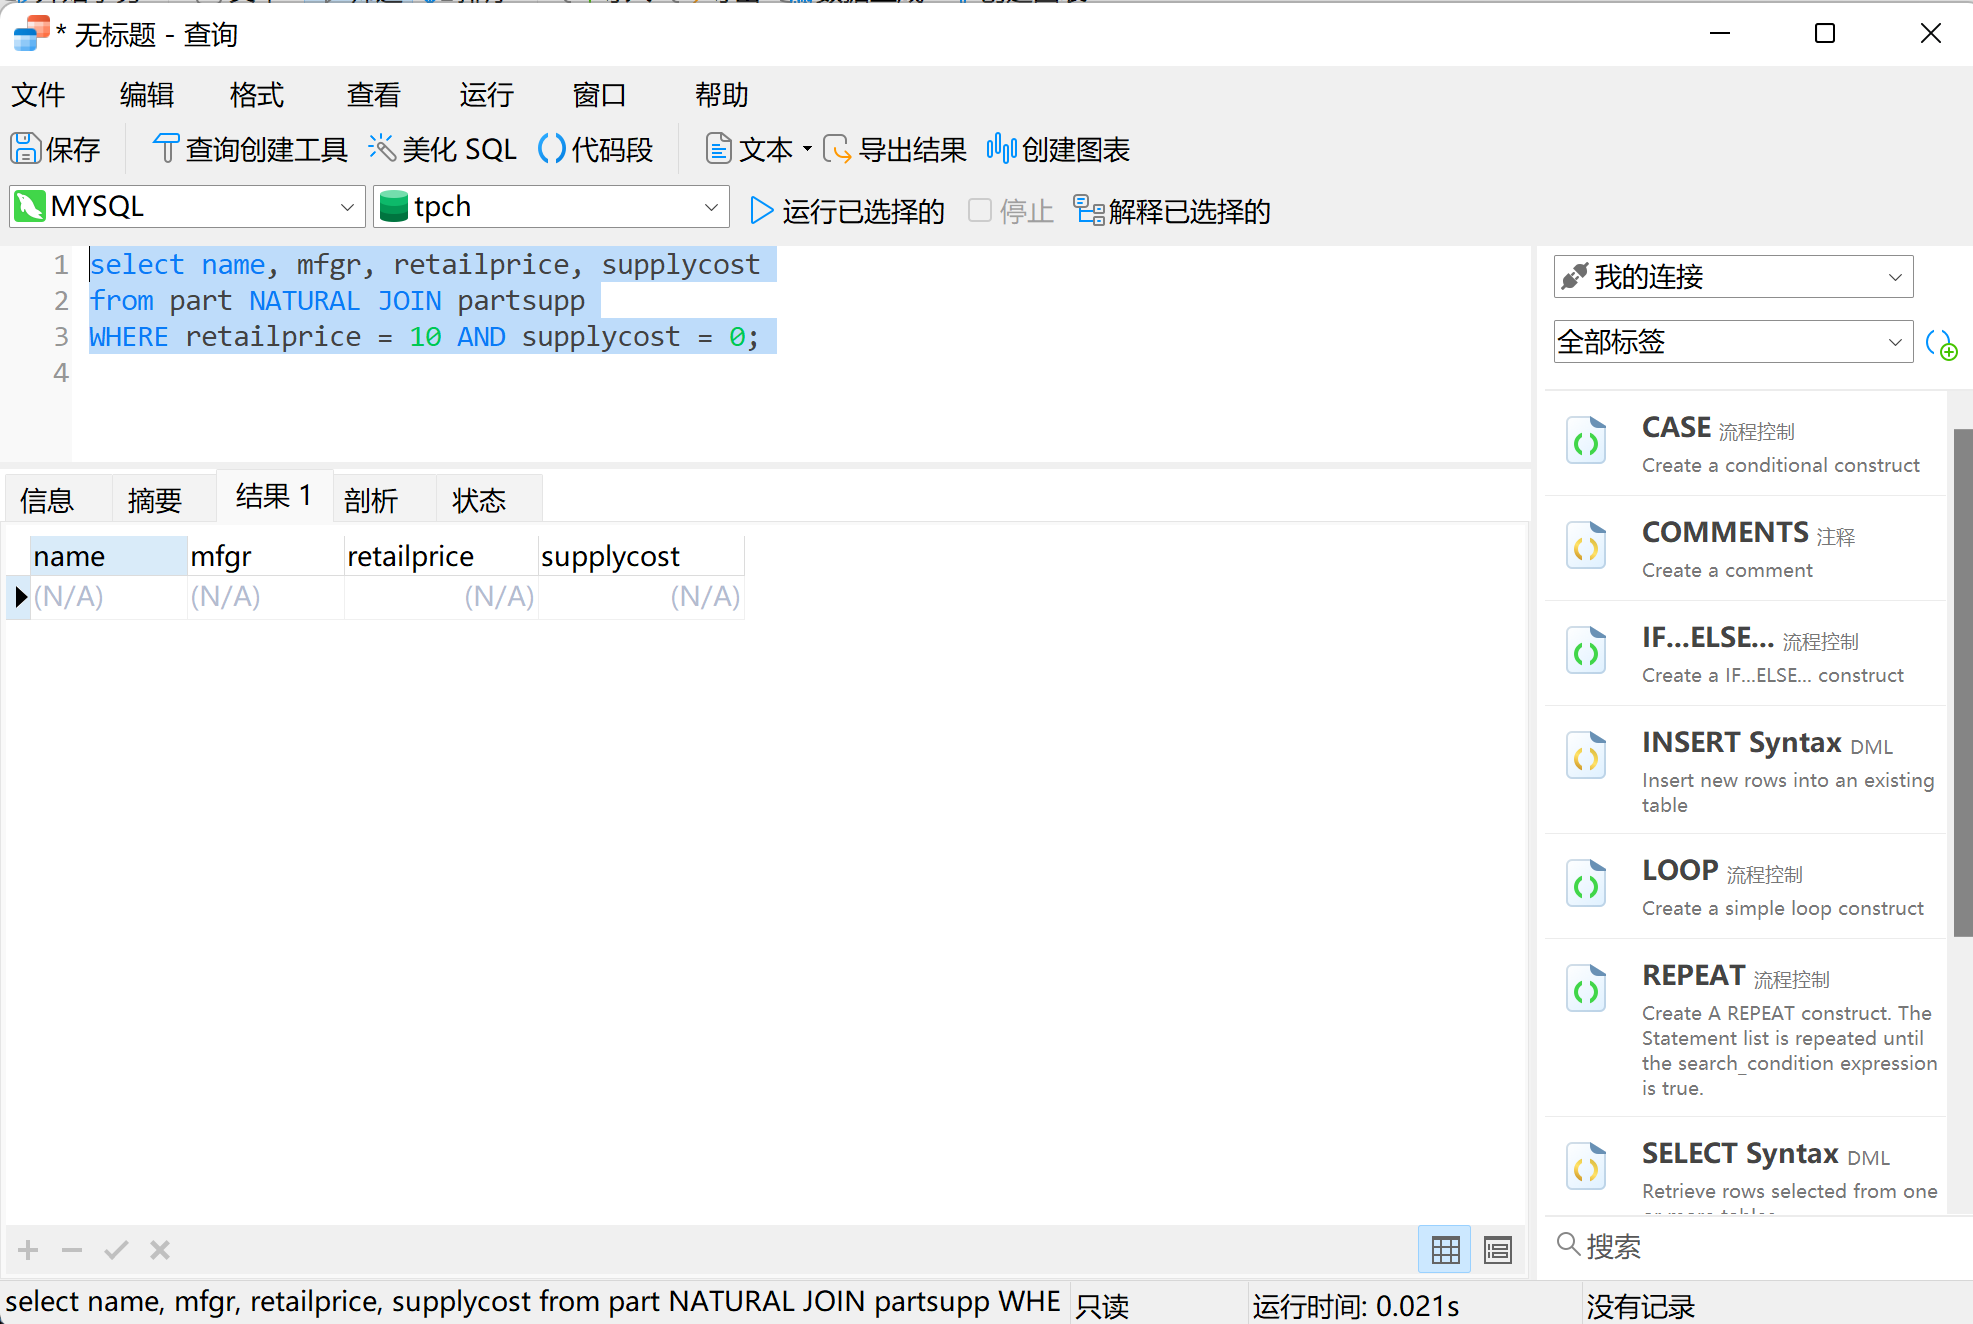 * 无标题 - 查询
文件 编辑 格式 查看 运行 窗口 帮助
保存 查询创建工具 美化 SQL 代码段 文本 导出结果 创建图表
MYSQL tpch 运行已选择的 停止 解释已选择的
1 select name, mfgr, retailprice, supplycost
2 from part NATURAL JOIN partsupp
3 WHERE retailprice = 10 AND supplycost = 0;
4
信息 摘要 结果 1 剖析 状态
name mfgr retailprice supplycost
(N/A) (N/A) (N/A) (N/A)
我的连接
全部标签
CASE 流程控制
Create a conditional construct
COMMENTS 注释
Create a comment
IF...ELSE... 流程控制
Create a IF...ELSE... construct
INSERT Syntax DML
Insert new rows into an existing
table
LOOP 流程控制
Create a simple loop construct
REPEAT 流程控制
Create A REPEAT construct. The
Statement list is repeated until
the search_condition expression
is true.
SELECT Syntax DML
Retrieve rows selected from one
搜索
select name, mfgr, retailprice, supplycost from part NATURAL JOIN partsupp WHE 只读 运行时间: 0.021s 没有记录